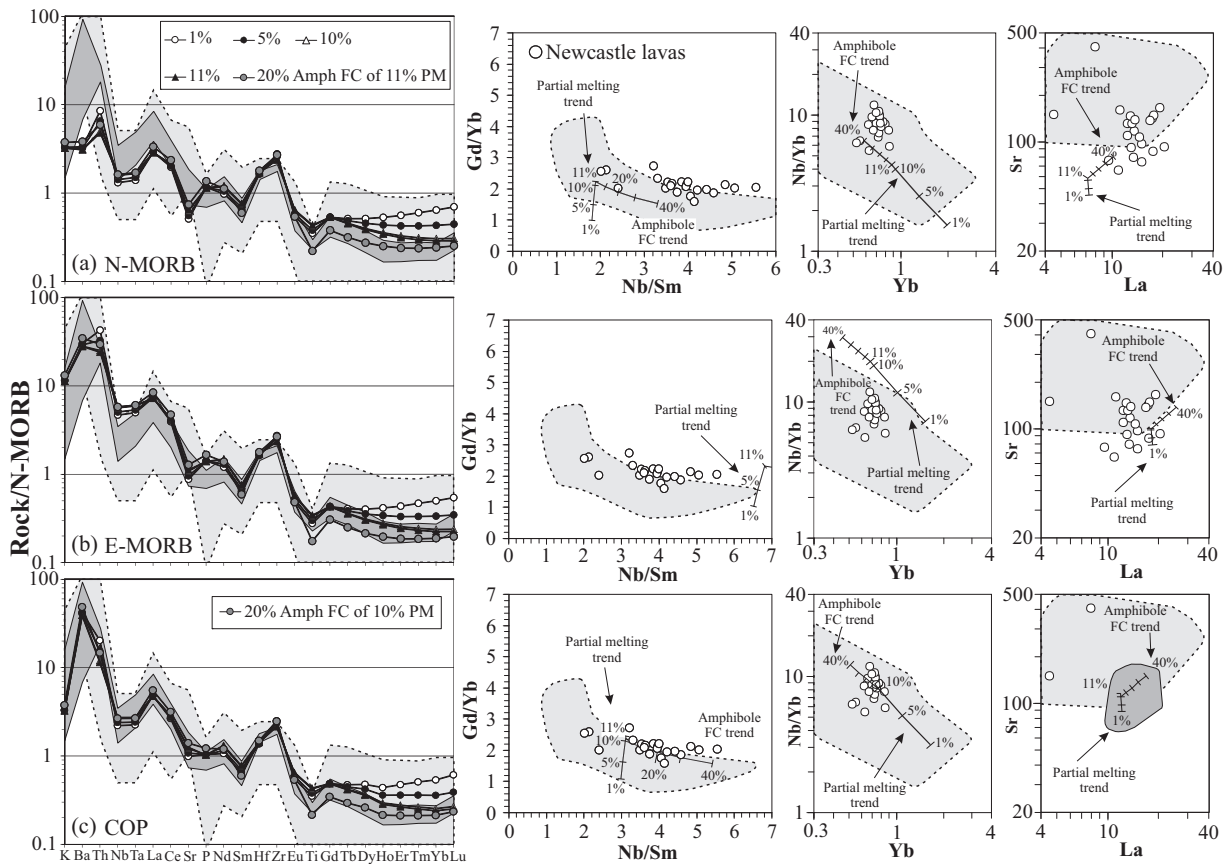 Rock/N-MORB
100
10
1
0.1
1% 5% 10%
11% 20% Amph FC of 11% PM
(a) N-MORB
Gd/Yb
7
6
5
4
3
2
1
0
Newcastle lavas
Partial melting
trend
11%
10%
5%
1%
20%
40%
Amphibole
FC trend
0 1 2 3 4 5 6
Nb/Sm
Nb/Yb
40
10
1
Amphibole
FC trend
40%
11%
10%
5%
1%
Partial melting
trend
0.3 1 4
Yb
Sr
500
100
20
Amphibole
FC trend
40%
11%
1%
Partial melting
trend
4 10 40
La
100
10
1
0.1
(b) E-MORB
Gd/Yb
7
6
5
4
3
2
1
0
Partial melting
trend
11%
5%
1%
0 1 2 3 4 5 6 7
Nb/Sm
Nb/Yb
40
10
1
40%
11%
10%
Amphibole
FC trend
5%
1%
Partial melting
trend
0.3 1 4
Yb
Sr
500
100
20
Amphibole
FC trend
40%
1%
Partial melting
trend
4 10 40
La
100
10
1
0.1
20% Amph FC of 10% PM
(c) COP
K Ba Th Nb Ta La Ce Sr P Nd Sm Hf Zr Eu Ti Gd Tb Dy Ho Er Tm Yb Lu
Gd/Yb
7
6
5
4
3
2
1
0
Partial melting
trend
11%
10%
5%
1%
20%
40%
Amphibole
FC trend
0 1 2 3 4 5 6 7
Nb/Sm
Nb/Yb
40
10
1
Amphibole
FC trend
40%
10%
5%
1%
Partial
melting
trend
0.3 1 4
Yb
Sr
500
100
20
Amphibole
FC trend
40%
11%
1%
Partial melting
trend
4 10 40
La